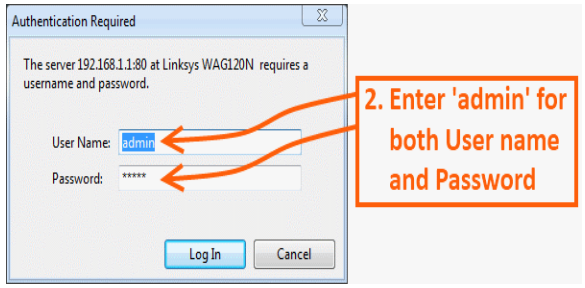 Authentication Required
The server 192.168.1.1:80 at Linksys WAG120N requires a
username and password.
User Name: admin
Password: *****
Log In Cancel
2. Enter 'admin' for
both User name
and Password